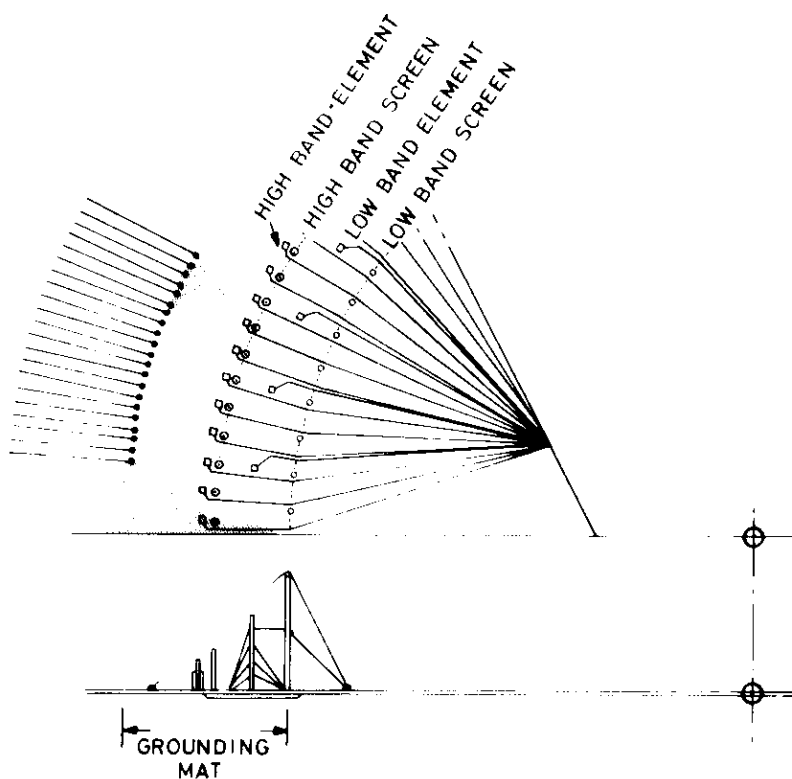 HIGH BAND-ELEMENT
HIGH BAND SCREEN
LOW BAND ELEMENT
LOW BAND SCREEN
GROUNDING
MAT